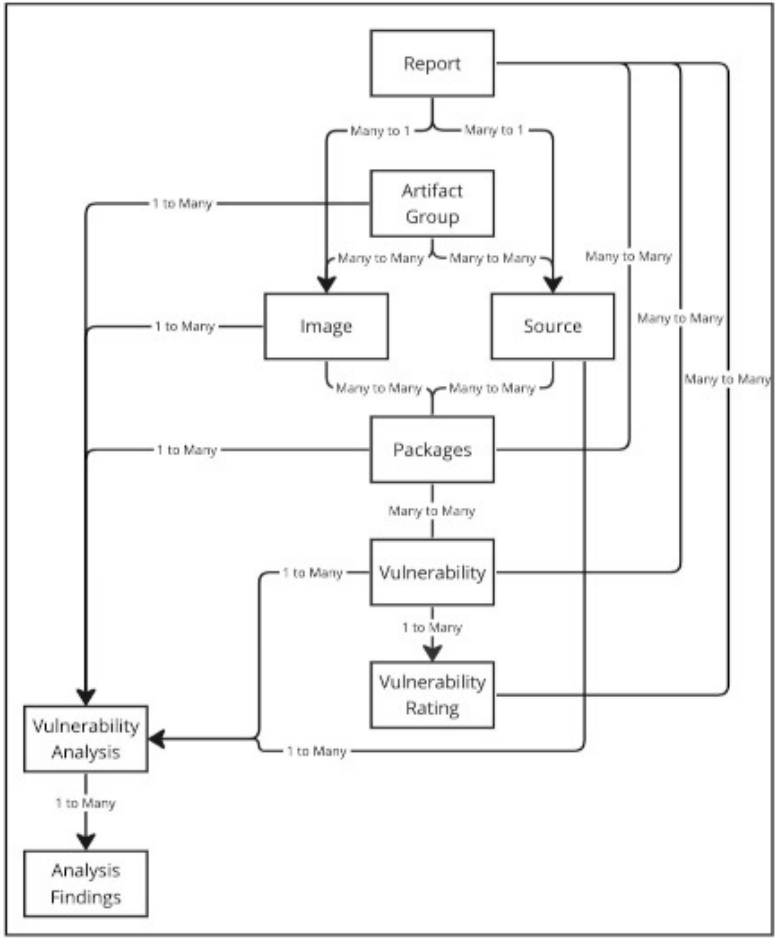 Report
Many to 1
Many to 1
Artifact
Group
1 to Many
Many to Many
Many to Many
Many to Many
Image
Source
1 to Many
Many to Many
Many to Many
Many to Many
Many to Many
Packages
1 to Many
Many to Many
Vulnerability
1 to Many
1 to Many
Vulnerability
Rating
Vulnerability
Analysis
1 to Many
1 to Many
Analysis
Findings